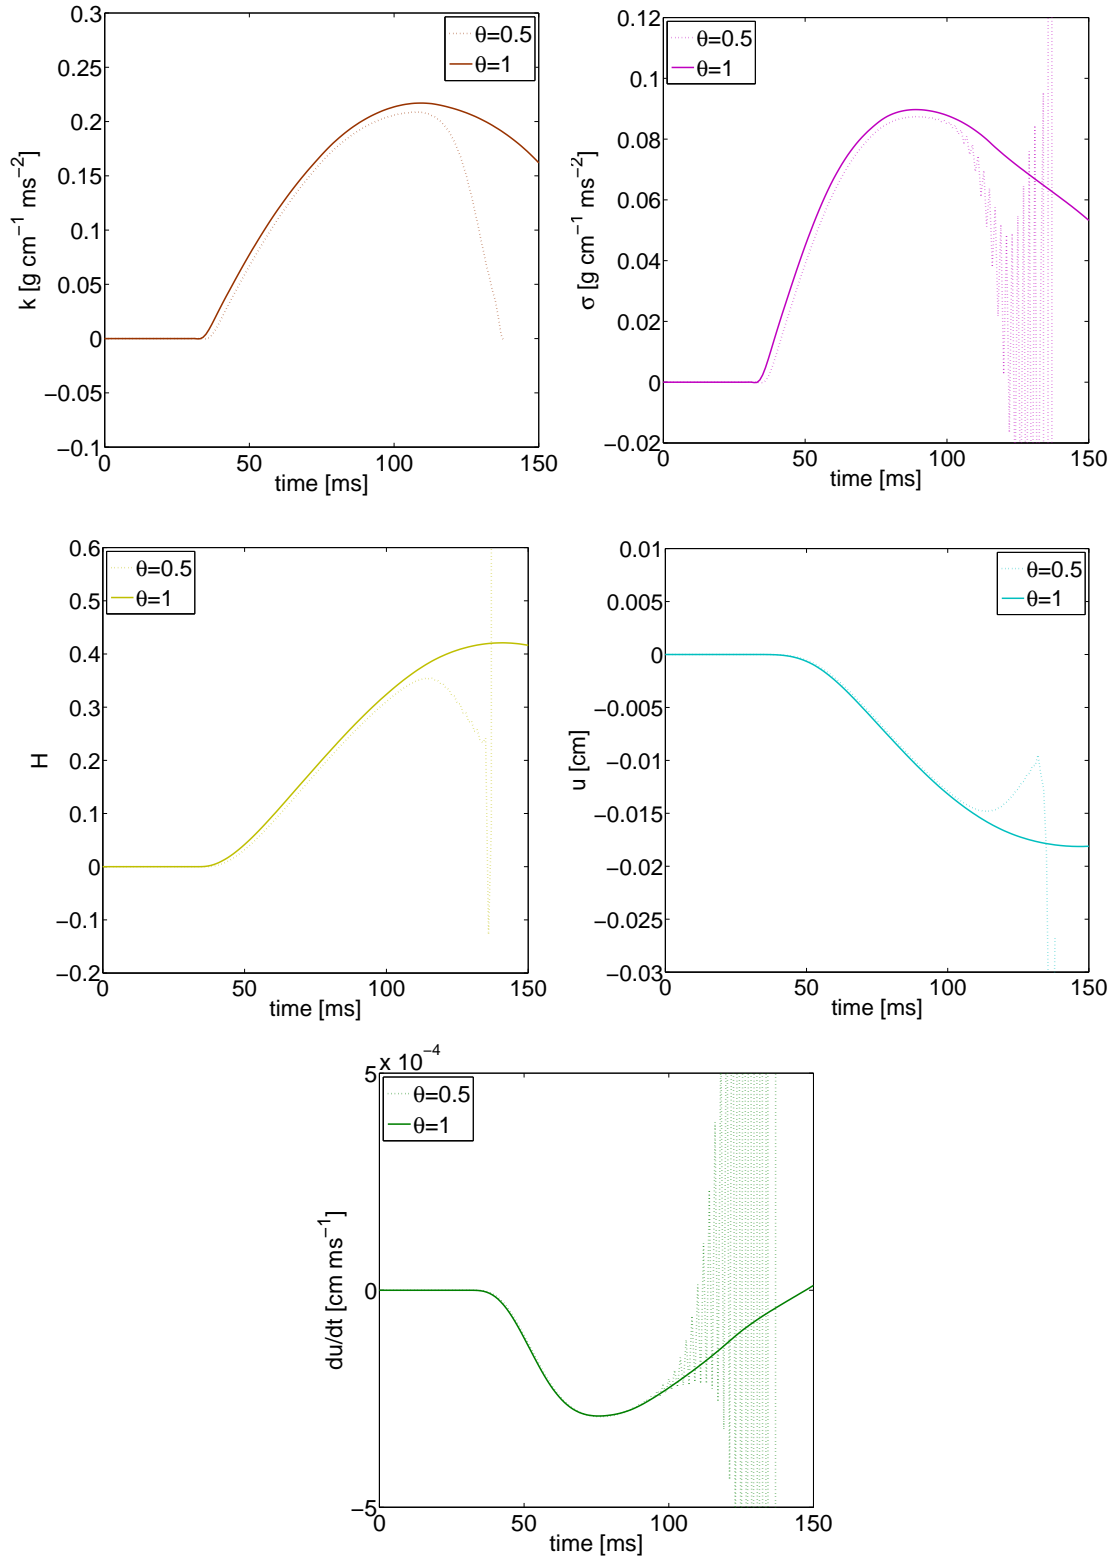 0.3
0.25
0.2
0.15
0.1
0.05
0
−0.05
−0.1
k [g cm⁻¹ ms⁻²]
θ=0.5
θ=1
0 50 100 150
time [ms]
0.12
0.1
0.08
0.06
0.04
0.02
0
−0.02
σ [g cm⁻¹ ms⁻²]
θ=0.5
θ=1
0 50 100 150
time [ms]
0.6
0.5
0.4
0.3
0.2
0.1
0
−0.1
−0.2
H
θ=0.5
θ=1
0 50 100 150
time [ms]
0.01
0.005
0
−0.005
−0.01
−0.015
−0.02
−0.025
−0.03
u [cm]
θ=0.5
θ=1
0 50 100 150
time [ms]
x 10⁻⁴
5
0
−5
du/dt [cm ms⁻¹]
θ=0.5
θ=1
0 50 100 150
time [ms]